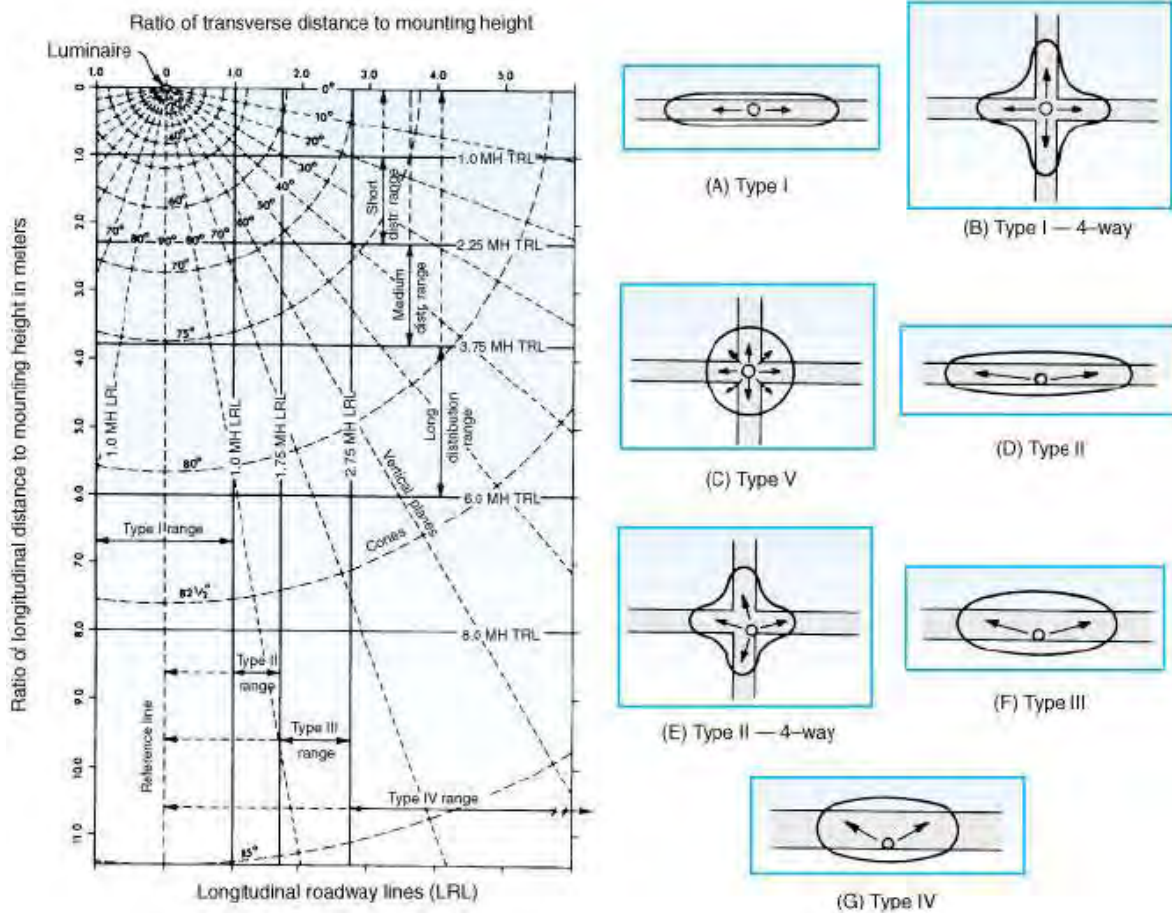 Ratio of transverse distance to mounting height
Luminaire
1.0 0 1.0 2.0 3.0 4.0 5.0
0
0°
10°
20°
30°
40°
50°
60°
70°
1.0
1.0 MH TRL
Short
distr. range
60°
70° 80° 90° 80° 70° 60°
2.0
2.25 MH TRL
70°
Medium
distr. range
3.0
75°
3.75 MH TRL
4.0
Ratio of longitudinal distance to mounting height in meters
1.0 MH LRL
1.0 MH LRL
1.75 MH LRL
2.75 MH LRL
Long
distribution
range
5.0
80°
Vertical planes
6.0
6.0 MH TRL
Type I range
Cones
7.0
82 ½°
8.0
8.0 MH TRL
Type II
range
9.0
Type III
range
10.0
Reference line
Type IV range
11.0
85°
Longitudinal roadway lines (LRL)
(A) Type I
(B) Type I — 4–way
(C) Type V
(D) Type II
(E) Type II — 4–way
(F) Type III
(G) Type IV